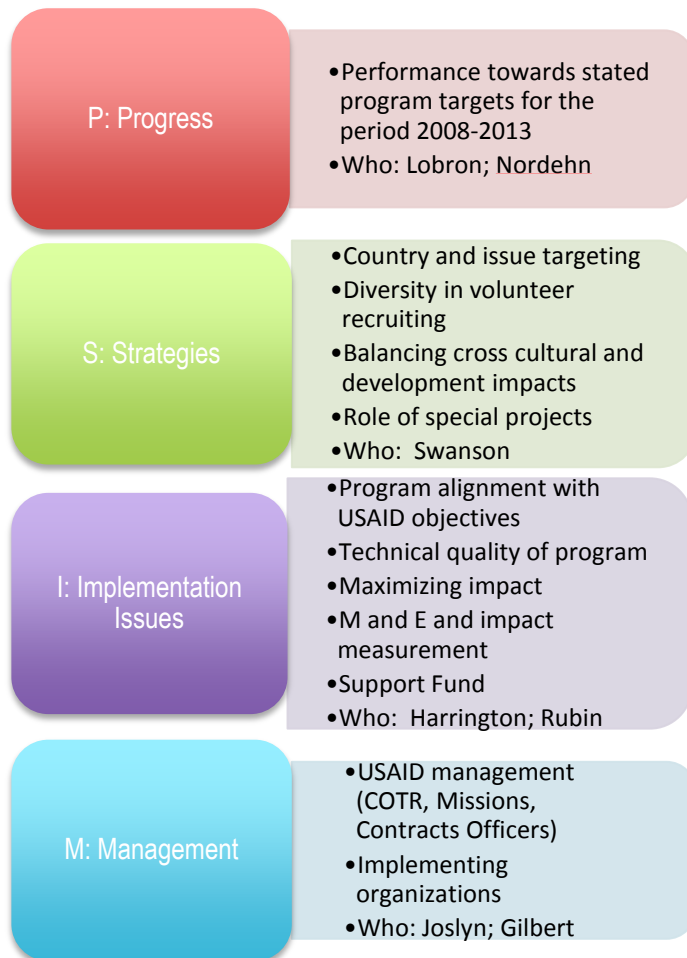 P: Progress
•Performance towards stated
program targets for the
period 2008-2013
•Who: Lobron; Nordehn
S: Strategies
•Country and issue targeting
•Diversity in volunteer
recruiting
•Balancing cross cultural and
development impacts
•Role of special projects
•Who:  Swanson
I: Implementation
Issues
•Program alignment with
USAID objectives
•Technical quality of program
•Maximizing impact
•M and E and impact
measurement
•Support Fund
•Who:  Harrington; Rubin
M: Management
•USAID management
(COTR, Missions,
Contracts Officers)
•Implementing
organizations
•Who: Joslyn; Gilbert